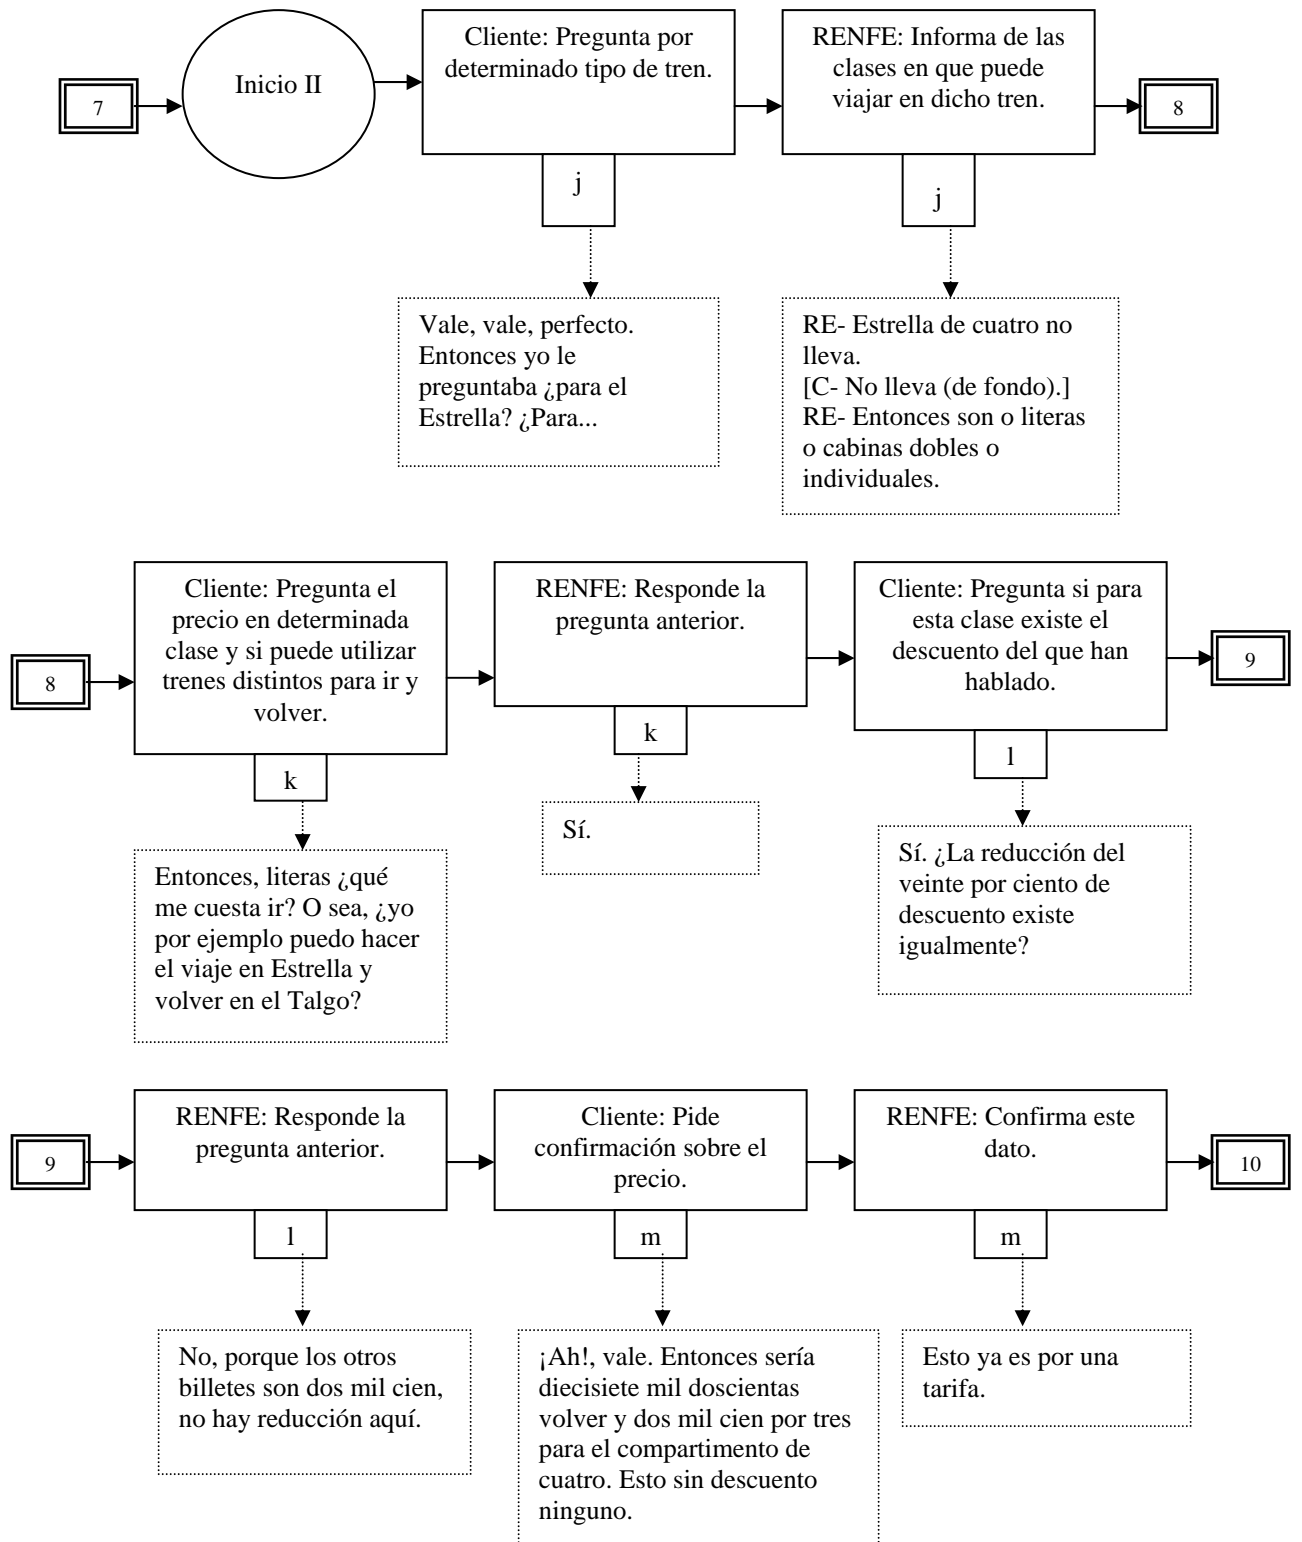 7
Inicio II
Cliente: Pregunta por
determinado tipo de tren.
RENFE: Informa de las
clases en que puede
viajar en dicho tren.
8
j
j
Vale, vale, perfecto.
Entonces yo le
preguntaba ¿para el
Estrella? ¿Para...
RE- Estrella de cuatro no
lleva.
[C- No lleva (de fondo).]
RE- Entonces son o literas
o cabinas dobles o
individuales.
8
Cliente: Pregunta el
precio en determinada
clase y si puede utilizar
trenes distintos para ir y
volver.
RENFE: Responde la
pregunta anterior.
Cliente: Pregunta si para
esta clase existe el
descuento del que han
hablado.
9
k
k
l
Entonces, literas ¿qué
me cuesta ir? O sea, ¿yo
por ejemplo puedo hacer
el viaje en Estrella y
volver en el Talgo?
Sí.
Sí. ¿La reducción del
veinte por ciento de
descuento existe
igualmente?
9
RENFE: Responde la
pregunta anterior.
Cliente: Pide
confirmación sobre el
precio.
RENFE: Confirma este
dato.
10
l
m
m
No, porque los otros
billetes son dos mil cien,
no hay reducción aquí.
¡Ah!, vale. Entonces sería
diecisiete mil doscientas
volver y dos mil cien por tres
para el compartimento de
cuatro. Esto sin descuento
ninguno.
Esto ya es por una
tarifa.